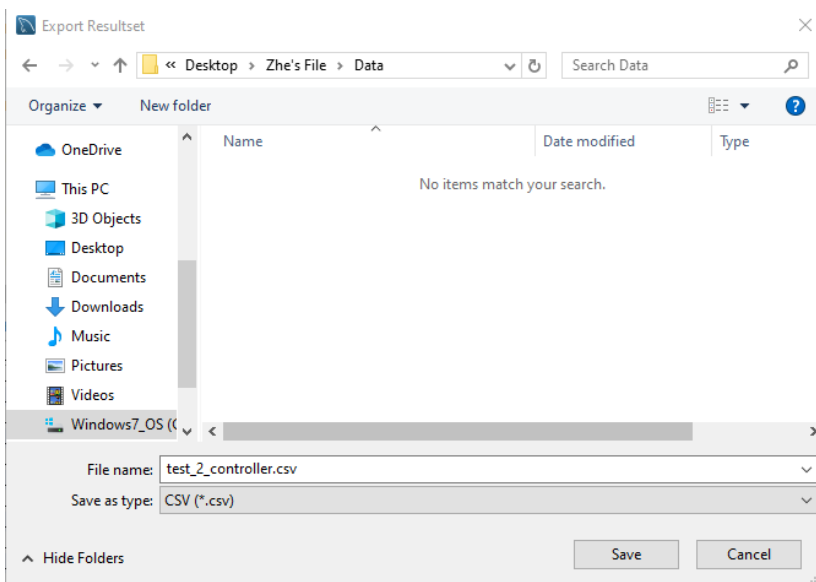 Export Resultset
« Desktop > Zhe's File > Data
Search Data
Organize
New folder
Name
Date modified
Type
No items match your search.
OneDrive
This PC
3D Objects
Desktop
Documents
Downloads
Music
Pictures
Videos
Windows7_OS (C
File name: test_2_controller.csv
Save as type: CSV (*.csv)
Hide Folders
Save
Cancel